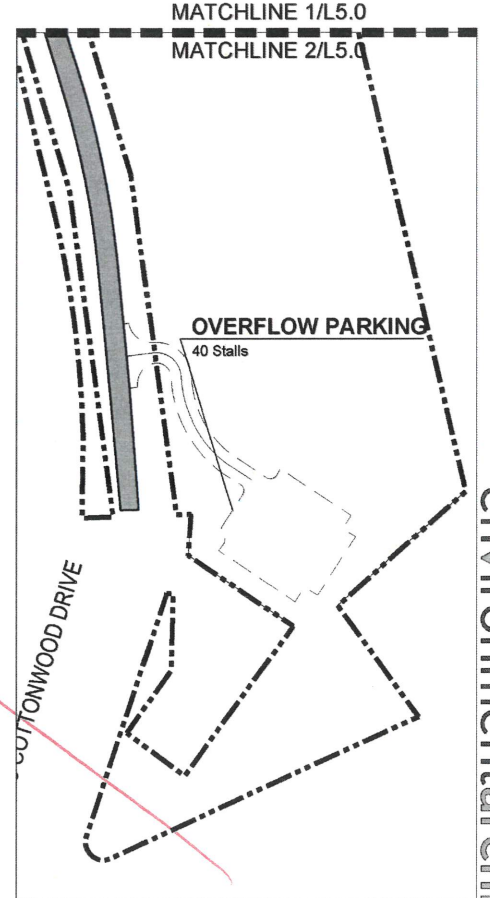 MATCHLINE 1/L5.0
MATCHLINE 2/L5.0
OVERFLOW PARKING
40 Stalls
COTTONWOOD DRIVE